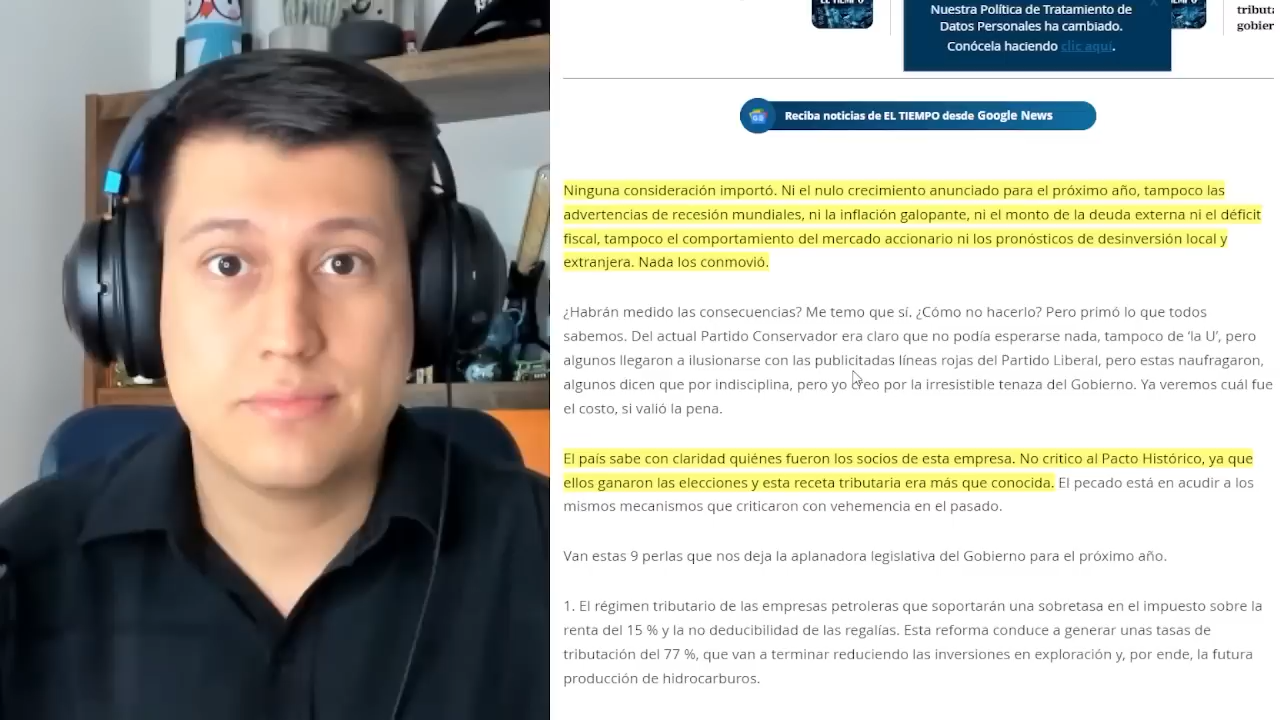 EL TIEMPO
Nuestra Política de Tratamiento de
Datos Personales ha cambiado.
Conócela haciendo clic aquí.
X
gobier
Reciba noticias de EL TIEMPO desde Google News
Ninguna consideración importó. Ni el nulo crecimiento anunciado para el próximo año, tampoco las
advertencias de recesión mundiales, ni la inflación galopante, ni el monto de la deuda externa ni el déficit
fiscal, tampoco el comportamiento del mercado accionario ni los pronósticos de desinversión local y
extranjera. Nada los conmovió.
¿Habrán medido las consecuencias? Me temo que sí. ¿Cómo no hacerlo? Pero primó lo que todos
sabemos. Del actual Partido Conservador era claro que no podía esperarse nada, tampoco de ‘la U’, pero
algunos llegaron a ilusionarse con las publicitadas líneas rojas del Partido Liberal, pero estas naufragaron,
algunos dicen que por indisciplina, pero yo creo por la irresistible tenaza del Gobierno. Ya veremos cuál fue
el costo, si valió la pena.
El país sabe con claridad quiénes fueron los socios de esta empresa. No critico al Pacto Histórico, ya que
ellos ganaron las elecciones y esta receta tributaria era más que conocida. El pecado está en acudir a los
mismos mecanismos que criticaron con vehemencia en el pasado.
Van estas 9 perlas que nos deja la aplanadora legislativa del Gobierno para el próximo año.
1. El régimen tributario de las empresas petroleras que soportarán una sobretasa en el impuesto sobre la
renta del 15 % y la no deducibilidad de las regalías. Esta reforma conduce a generar unas tasas de
tributación del 77 %, que van a terminar reduciendo las inversiones en exploración y, por ende, la futura
producción de hidrocarburos.